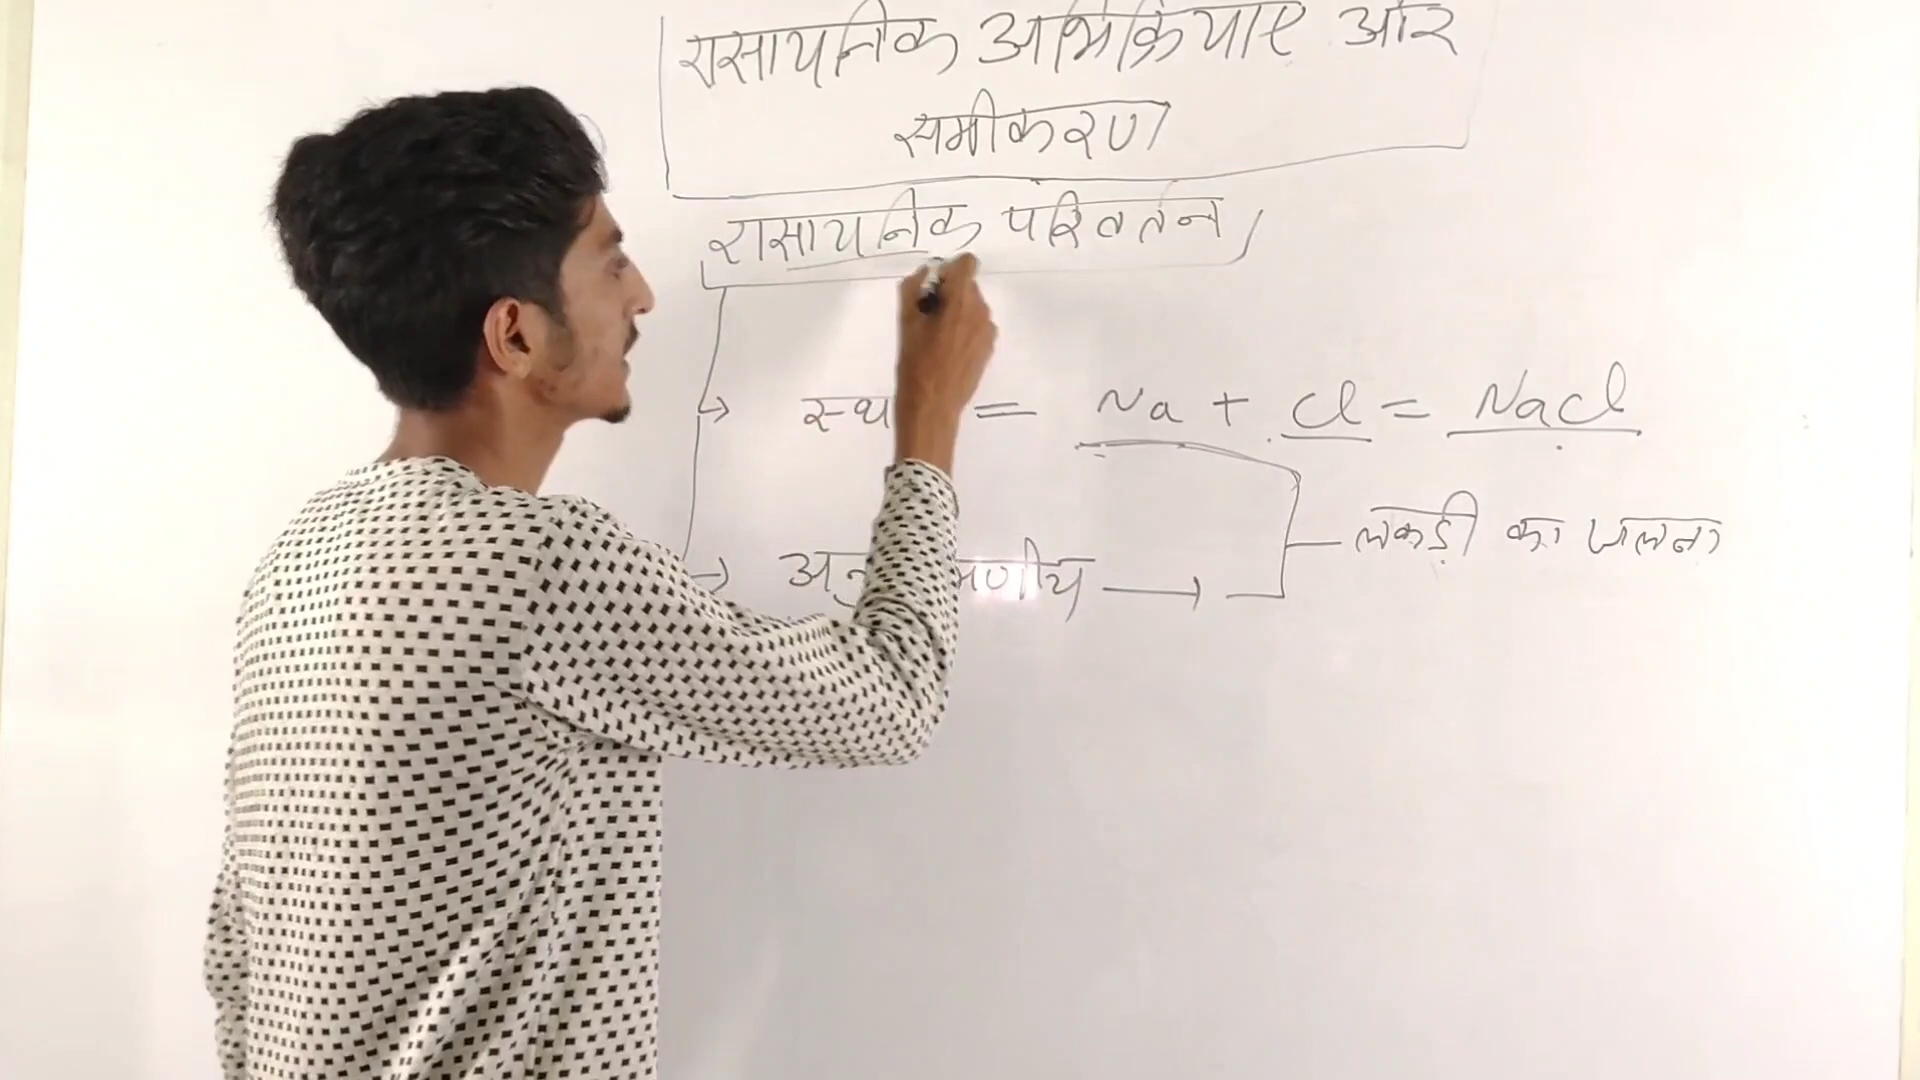 रासायनिक अभिक्रियाए और
समीकरण
रासायनिक परिवर्तन
= Na + Cl = NaCl
लकड़ी का जलना